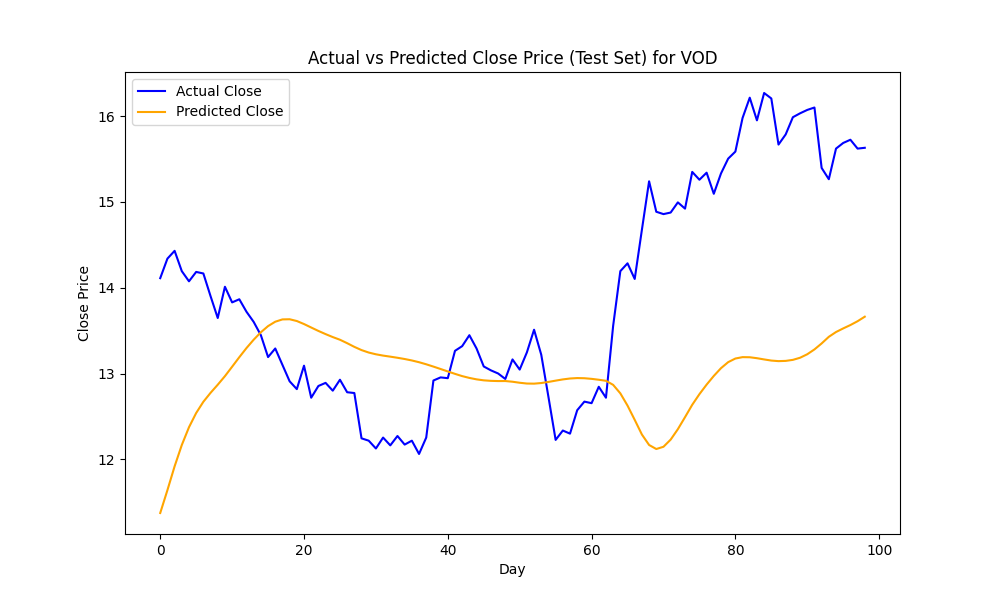 Actual vs Predicted Close Price (Test Set) for VOD
Actual Close
Predicted Close
Close Price
16
15
14
13
12
0 20 40 60 80 100
Day